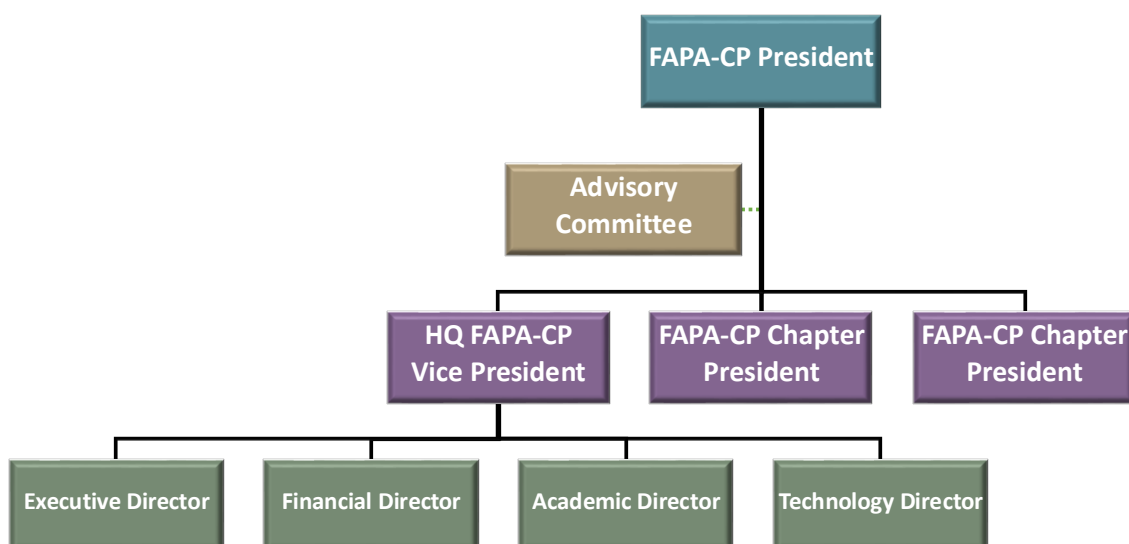 FAPA-CP President
Advisory
Committee
HQ FAPA-CP
Vice President
FAPA-CP Chapter
President
FAPA-CP Chapter
President
Executive Director
Financial Director
Academic Director
Technology Director